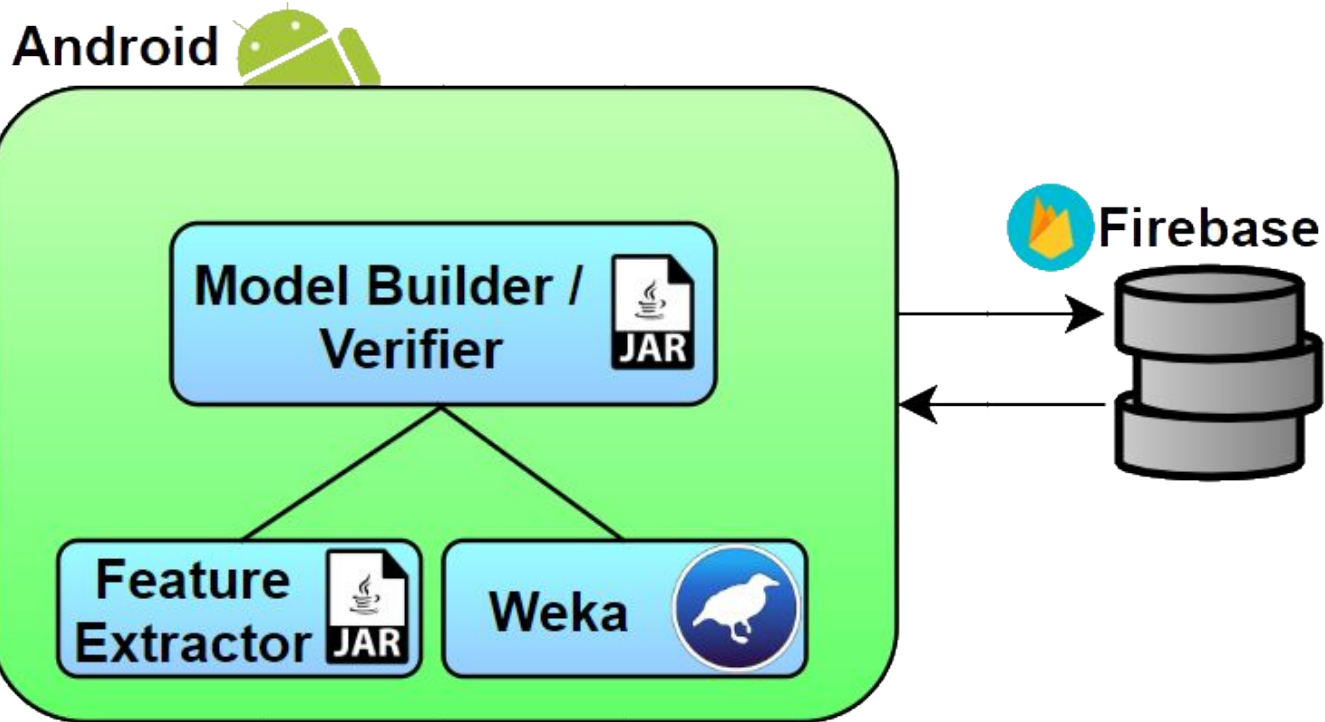 Android
Firebase
Model Builder /
Verifier
JAR
Feature
Extractor
JAR
Weka